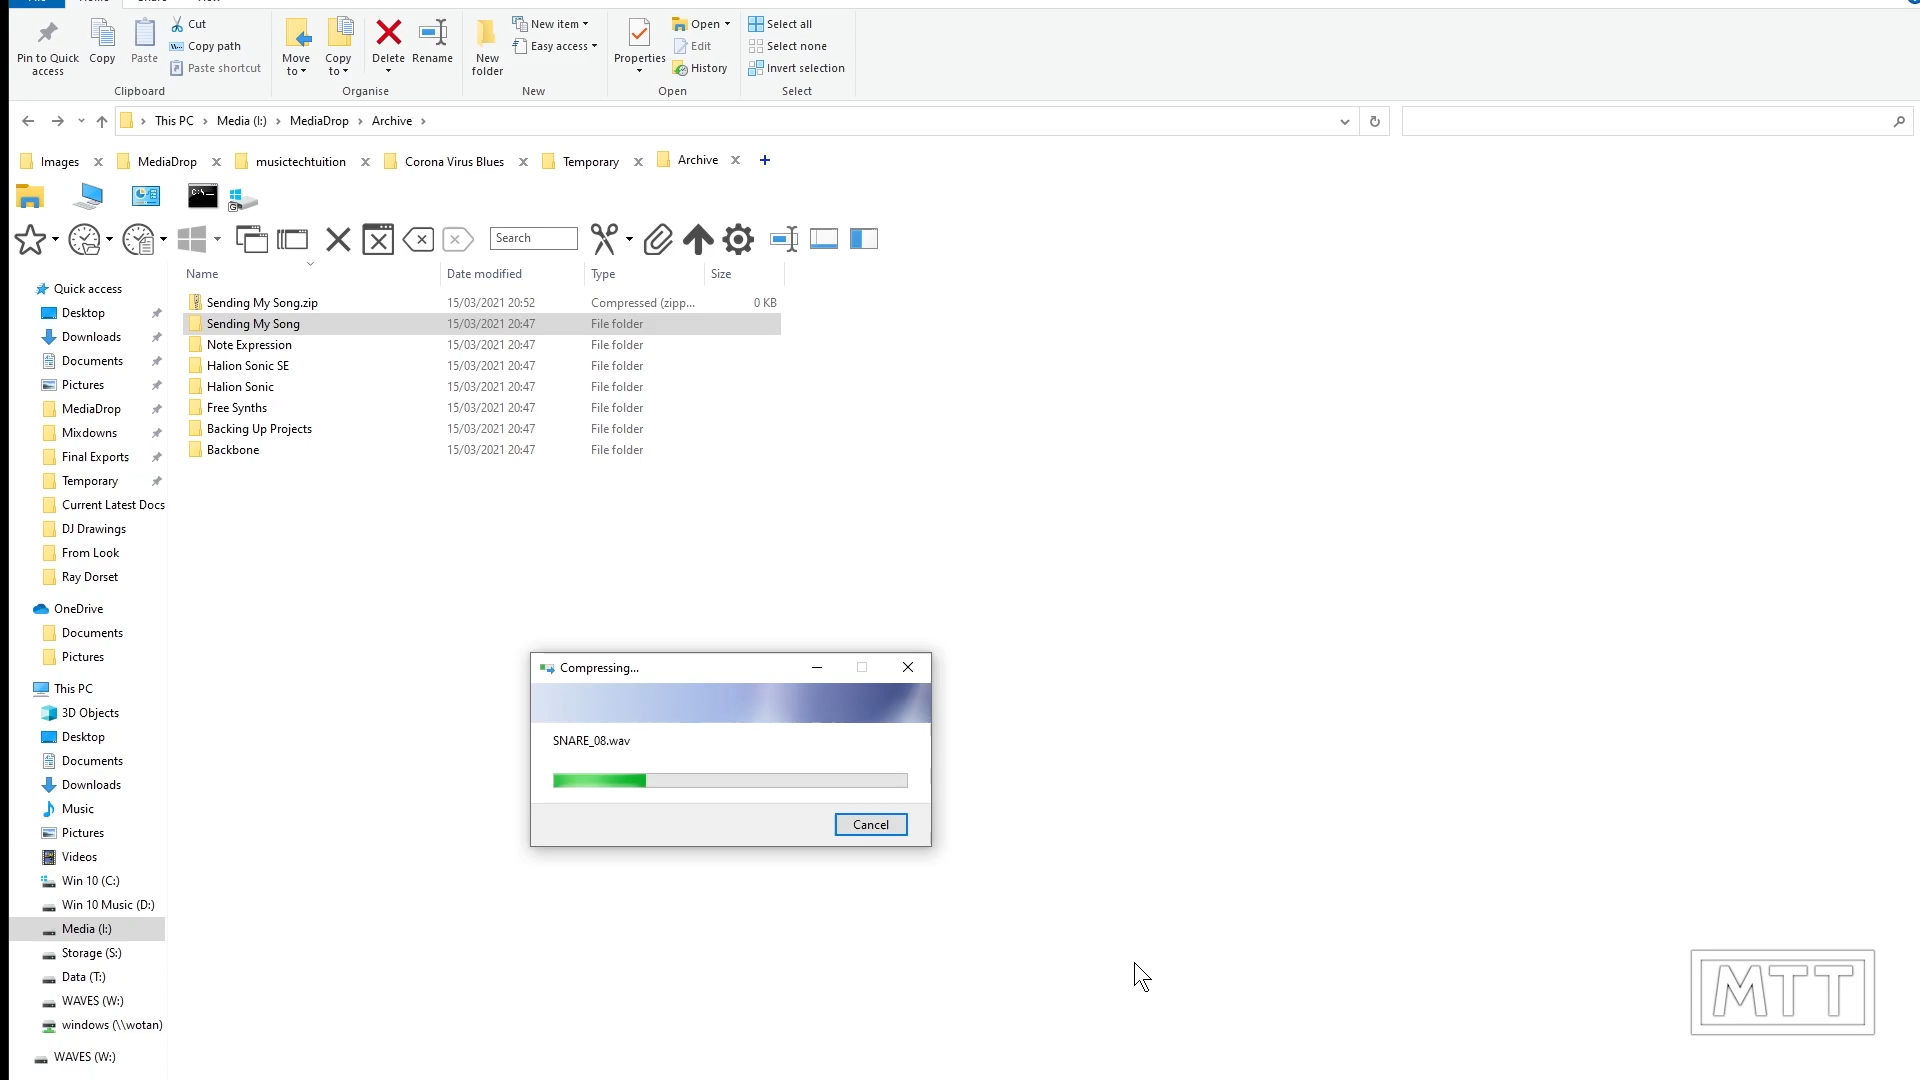 Pin to Quick access
Copy
Paste
Cut
Copy path
Paste shortcut
Clipboard
Move to
Copy to
Delete
Rename
Organise
New folder
New item
Easy access
New
Properties
Open
Edit
History
Open
Select all
Select none
Invert selection
Select
This PC > Media (I:) > MediaDrop > Archive >
Images
MediaDrop
musictechtuition
Corona Virus Blues
Temporary
Archive
Search
Name
Date modified
Type
Size
Sending My Song.zip 15/03/2021 20:52 Compressed (zipp... 0 KB
Sending My Song 15/03/2021 20:47 File folder
Note Expression 15/03/2021 20:47 File folder
Halion Sonic SE 15/03/2021 20:47 File folder
Halion Sonic 15/03/2021 20:47 File folder
Free Synths 15/03/2021 20:47 File folder
Backing Up Projects 15/03/2021 20:47 File folder
Backbone 15/03/2021 20:47 File folder
Quick access
Desktop
Downloads
Documents
Pictures
MediaDrop
Mixdowns
Final Exports
Temporary
Current Latest Docs
DJ Drawings
From Look
Ray Dorset
OneDrive
Documents
Pictures
This PC
3D Objects
Desktop
Documents
Downloads
Music
Pictures
Videos
Win 10 (C:)
Win 10 Music (D:)
Media (I:)
Storage (S:)
Data (T:)
WAVES (W:)
windows (\\wotan)
WAVES (W:)
Compressing...
SNARE_08.wav
Cancel
MTT